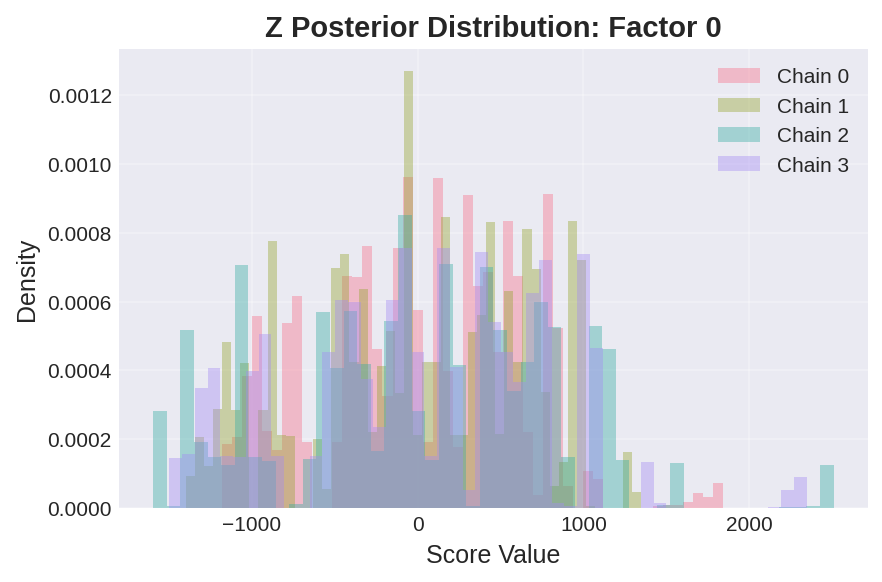 Z Posterior Distribution: Factor 0
Chain 0
Chain 1
Chain 2
Chain 3
Density
0.0012
0.0010
0.0008
0.0006
0.0004
0.0002
0.0000
−1000 0 1000 2000
Score Value